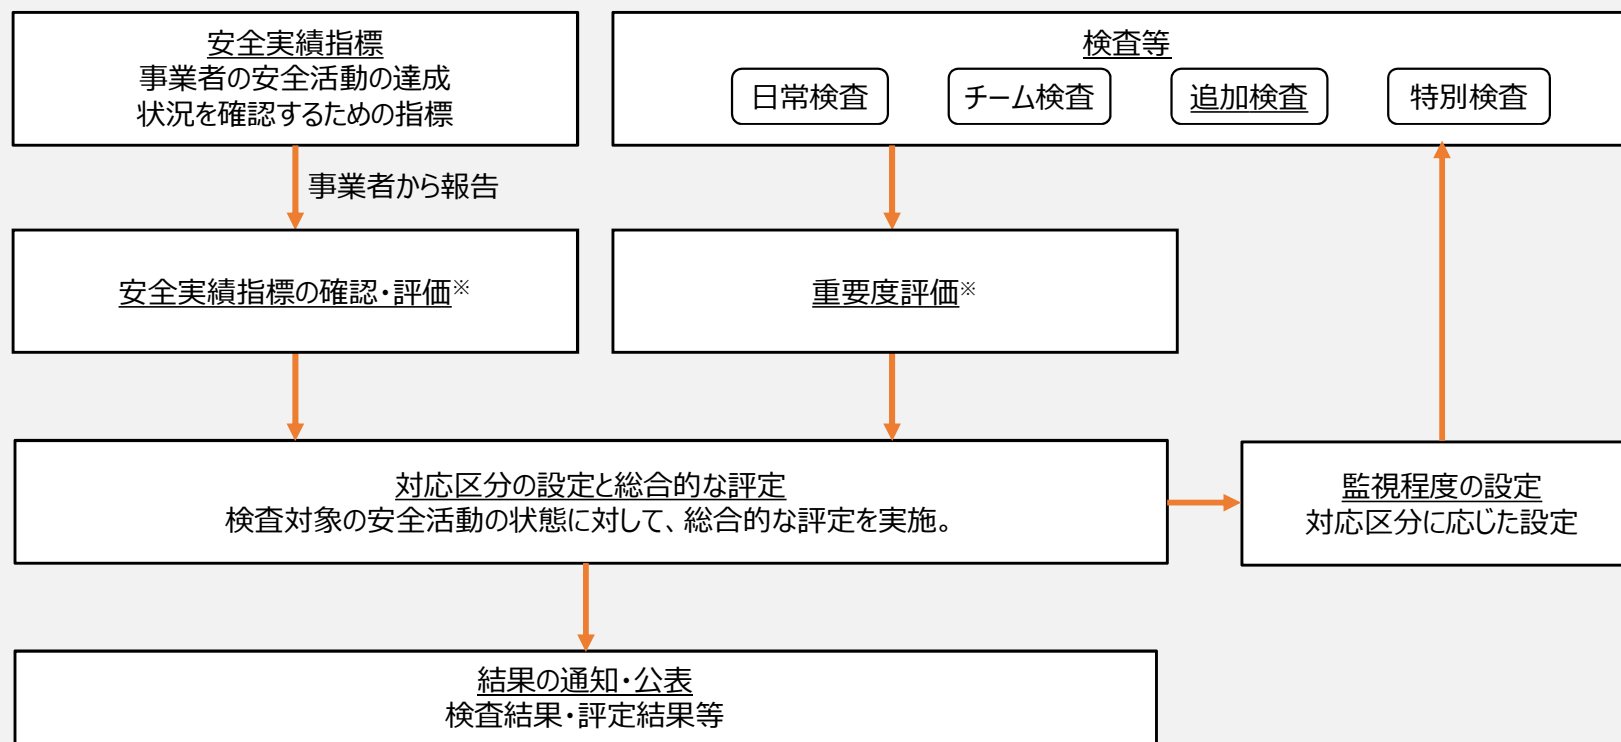 安全実績指標
事業者の安全活動の達成
状況を確認するための指標
検査等
日常検査
チーム検査
追加検査
特別検査
事業者から報告
安全実績指標の確認・評価※
重要度評価※
対応区分の設定と総合的な評定
検査対象の安全活動の状態に対して、総合的な評定を実施。
監視程度の設定
対応区分に応じた設定
結果の通知・公表
検査結果・評定結果等